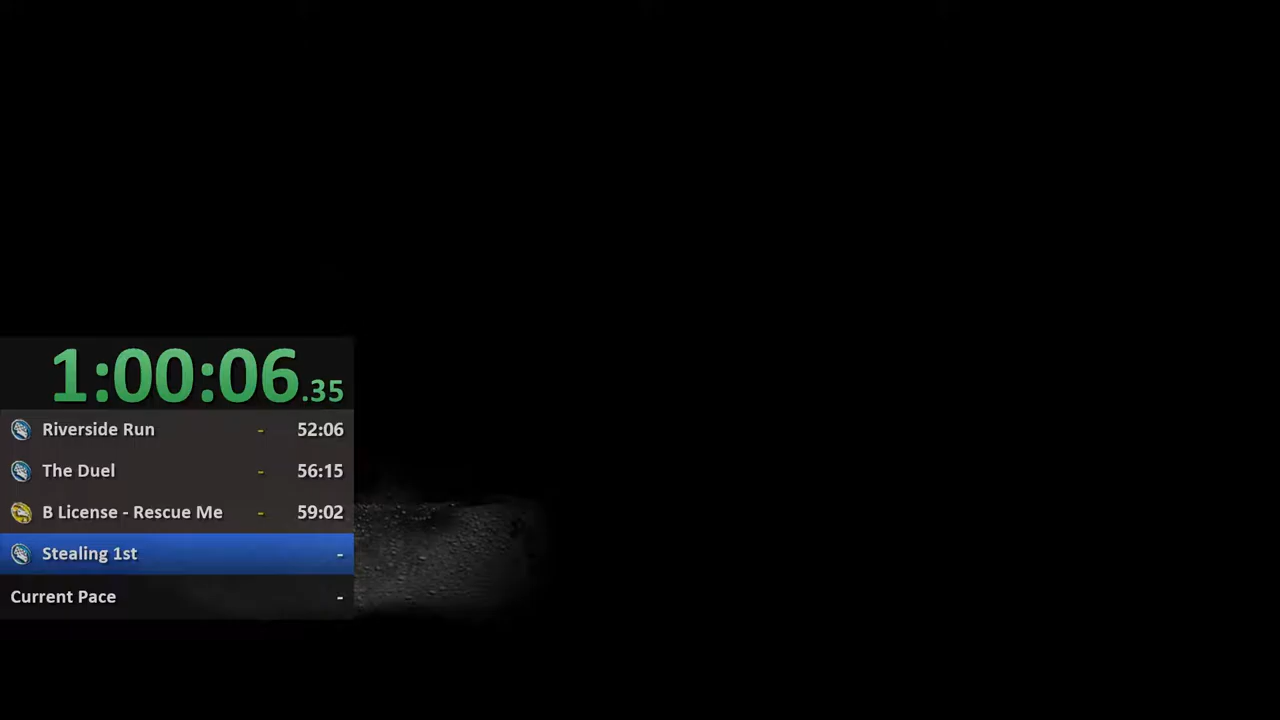 1:00:06.35
Riverside Run - 52:06
The Duel - 56:15
B License - Rescue Me - 59:02
Stealing 1st -
Current Pace -